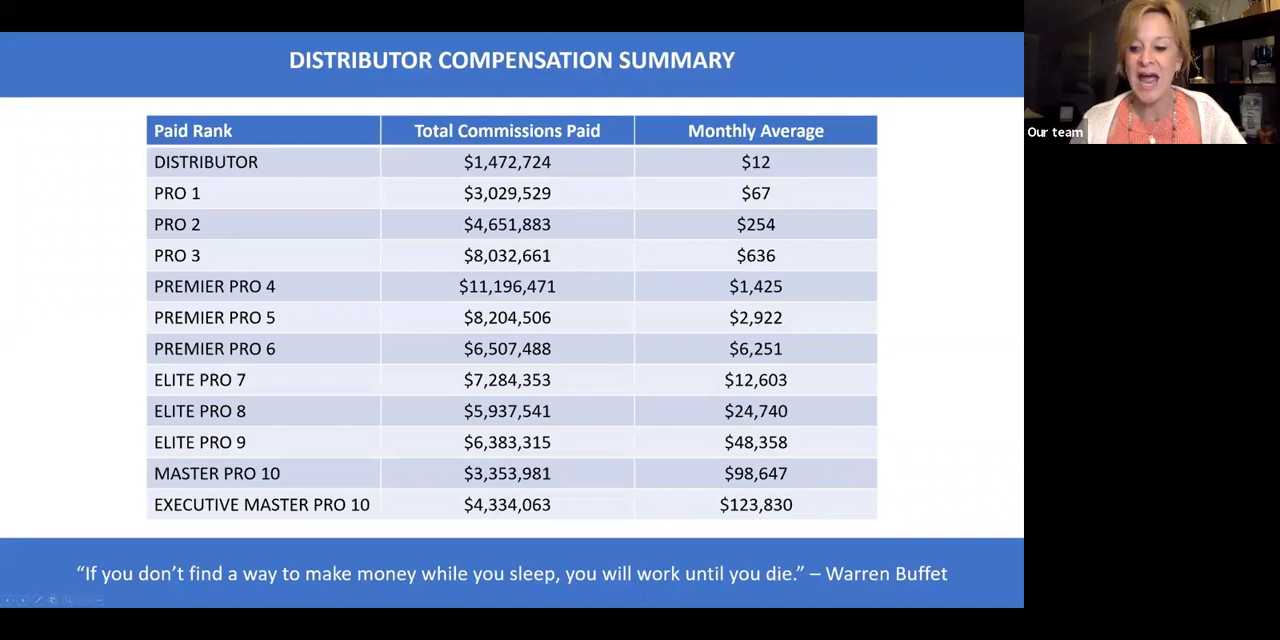 DISTRIBUTOR COMPENSATION SUMMARY
Paid Rank Total Commissions Paid Monthly Average
DISTRIBUTOR $1,472,724 $12
PRO 1 $3,029,529 $67
PRO 2 $4,651,883 $254
PRO 3 $8,032,661 $636
PREMIER PRO 4 $11,196,471 $1,425
PREMIER PRO 5 $8,204,506 $2,922
PREMIER PRO 6 $6,507,488 $6,251
ELITE PRO 7 $7,284,353 $12,603
ELITE PRO 8 $5,937,541 $24,740
ELITE PRO 9 $6,383,315 $48,358
MASTER PRO 10 $3,353,981 $98,647
EXECUTIVE MASTER PRO 10 $4,334,063 $123,830
“If you don’t find a way to make money while you sleep, you will work until you die.” – Warren Buffet
Our team